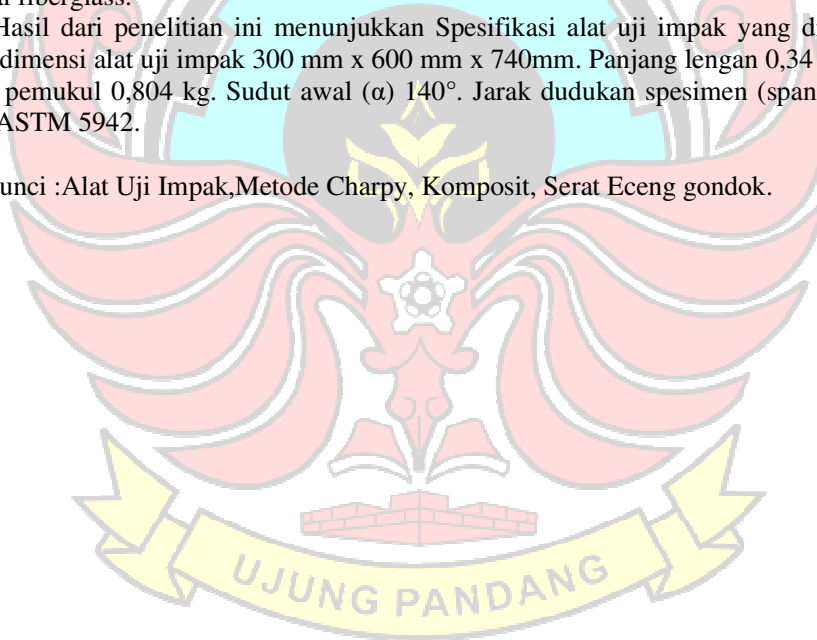 fiberglass.
Hasil dari penelitian ini menunjukkan Spesifikasi alat uji impak yang
dimensi alat uji impak 300 mm x 600 mm x 740mm. Panjang lengan 0,34
pemukul 0,804 kg. Sudut awal (α) 140°. Jarak dudukan spesimen (span
ASTM 5942.
unci :Alat Uji Impak,Metode Charpy, Komposit, Serat Eceng gondok.
UJUNG PANDANG